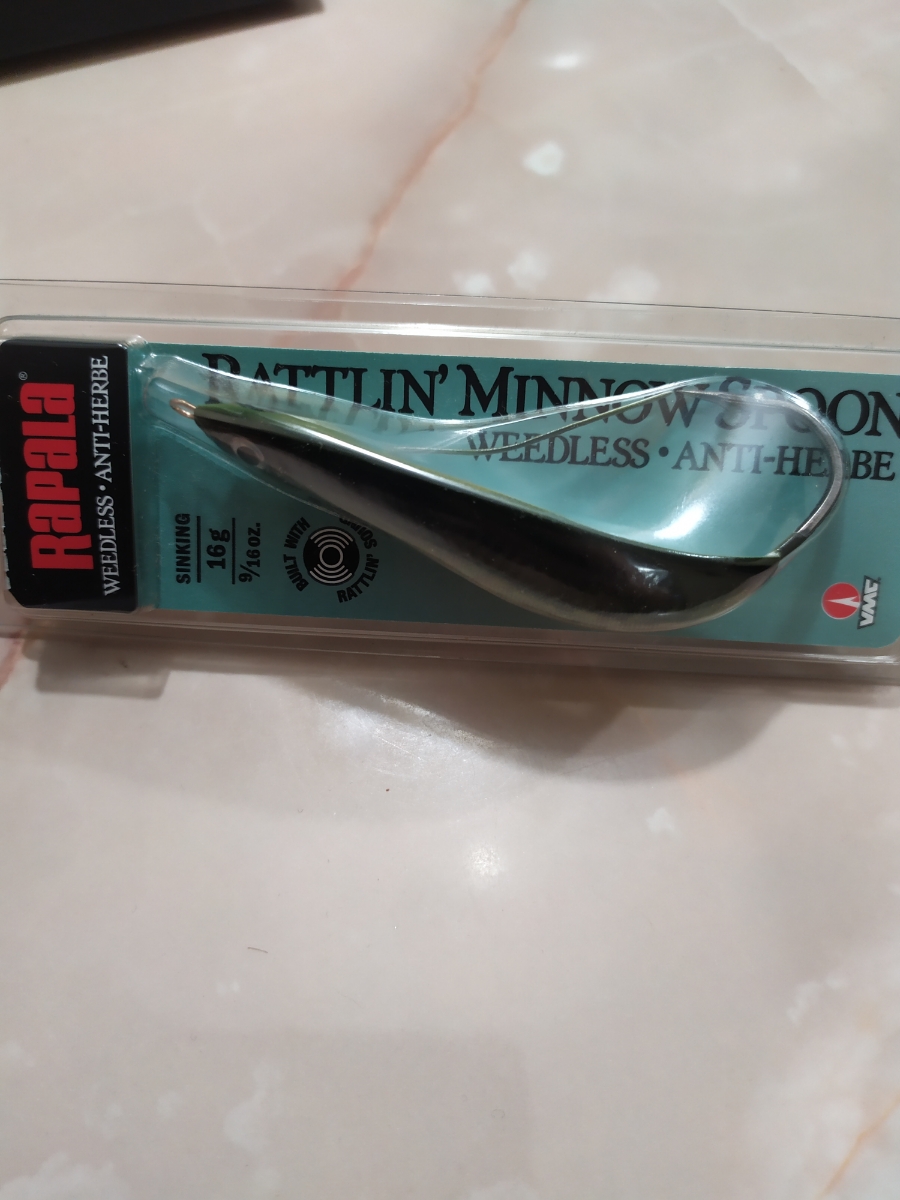 RAPALA®
WEEDLESS • ANTI-HERBE
RATTLIN' MINNOW SPOON
WEEDLESS • ANTI-HERBE
SINKING
16g
9/16 OZ.
BUILT WITH
RATTLIN'
VMC